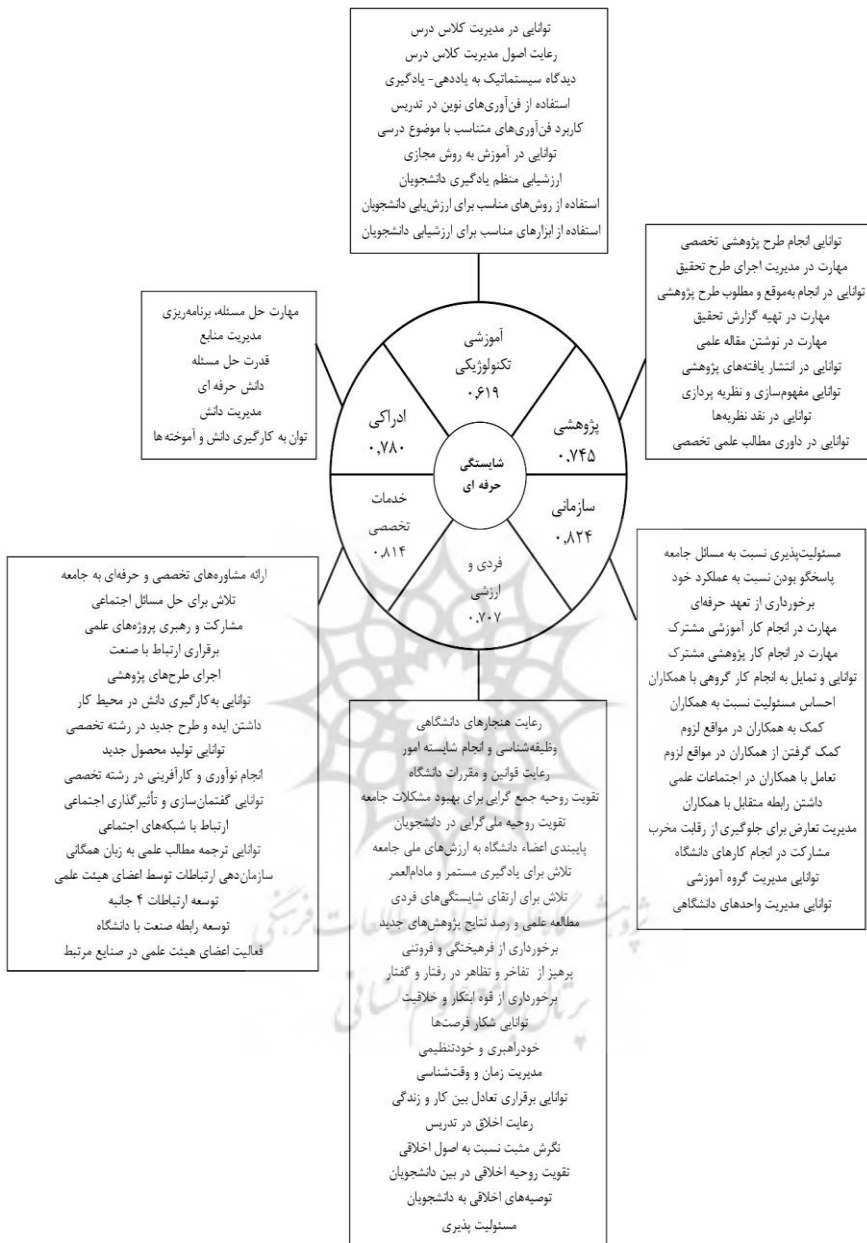 توانایی در مدیریت کلاس درس
رعایت اصول مدیریت کلاس درس
دیدگاه سیستماتیک به یاددهی- یادگیری
استفاده از فن‌آوری‌های نوین در تدریس
کاربرد فن‌آوری‌های متناسب با موضوع درسی
توانایی در آموزش به روش مجازی
ارزشیابی منظم یادگیری دانشجویان
استفاده از روش‌های مناسب برای ارزش‌یابی دانشجویان
استفاده از ابزارهای مناسب برای ارزشیابی دانشجویان
توانایی انجام طرح پژوهشی تخصصی
مهارت در مدیریت اجرای طرح تحقیق
توانایی در انجام به‌موقع و مطلوب طرح پژوهشی
مهارت در تهیه گزارش تحقیق
مهارت در نوشتن مقاله علمی
توانایی در انتشار یافته‌های پژوهشی
توانایی مفهوم‌سازی و نظریه پردازی
توانایی در نقد نظریه‌ها
توانایی در داوری مطالب علمی تخصصی
مهارت حل مسئله، برنامه‌ریزی
مدیریت منابع
قدرت حل مسئله
دانش حرفه ای
مدیریت دانش
توان به کارگیری دانش و آموخته ها
آموزشی
تکنولوژیکی
۰,۶۱۹
پژوهشی
۰,۷۴۵
ادراکی
۰,۷۸۰
شایستگی
حرفه ای
سازمانی
۰,۸۲۴
خدمات
تخصصی
۰,۸۱۴
فردی و
ارزشی
۰.۷۰۷
مسئولیت‌پذیری نسبت به مسائل جامعه
پاسخگو بودن نسبت به عملکرد خود
برخورداری از تعهد حرفه‌ای
مهارت در انجام کار آموزشی مشترک
مهارت در انجام کار پژوهشی مشترک
توانایی و تمایل به انجام کار گروهی با همکاران
احساس مسئولیت نسبت به همکاران
کمک به همکاران در مواقع لزوم
کمک گرفتن از همکاران در مواقع لزوم
تعامل با همکاران در اجتماعات علمی
داشتن رابطه متقابل با همکاران
مدیریت تعارض برای جلوگیری از رقابت مخرب
مشارکت در انجام کارهای دانشگاه
توانایی مدیریت گروه آموزشی
توانایی مدیریت واحدهای دانشگاهی
ارائه مشاوره‌های تخصصی و حرفه‌ای به جامعه
تلاش برای حل مسائل اجتماعی
مشارکت و رهبری پروژه‌های علمی
برقراری ارتباط با صنعت
اجرای طرح‌های پژوهشی
توانایی به‌کارگیری دانش در محیط کار
داشتن ایده و طرح جدید در رشته تخصصی
توانایی تولید محصول جدید
انجام نوآوری و کارآفرینی در رشته تخصصی
توانایی گفتمان‌سازی و تأثیرگذاری اجتماعی
ارتباط با شبکه‌های اجتماعی
توانایی ترجمه مطالب علمی به زبان همگانی
سازمان‌دهی ارتباطات توسط اعضای هیئت علمی
توسعه ارتباطات ۴ جانبه
توسعه رابطه صنعت با دانشگاه
فعالیت اعضای هیئت علمی در صنایع مرتبط
رعایت هنجارهای دانشگاهی
وظیفه‌شناسی و انجام شایسته امور
رعایت قوانین و مقررات دانشگاه
تقویت روحیه جمع گرایی برای بهبود مشکلات جامعه
تقویت روحیه ملی‌گرایی در دانشجویان
پایبندی اعضاء دانشگاه به ارزش‌های ملی جامعه
تلاش برای یادگیری مستمر و مادام‌العمر
تلاش برای ارتقای شایستگی‌های فردی
مطالعه علمی و رصد نتایج پژوهش‌های جدید
برخورداری از فرهیختگی و فروتنی
پرهیز از تفاخر و تظاهر در رفتار و گفتار
برخورداری از قوه ابتکار و خلاقیت
توانایی شکار فرصت‌ها
خودراهبری و خودتنظیمی
مدیریت زمان و وقت‌شناسی
توانایی برقراری تعادل بین کار و زندگی
رعایت اخلاق در تدریس
نگرش مثبت نسبت به اصول اخلاقی
تقویت روحیه اخلاقی در بین دانشجویان
توصیه‌های اخلاقی به دانشجویان
مسئولیت پذیری
پژوهشگاه علوم انسانی و مطالعات فرهنگی
پرتال جامع علوم انسانی